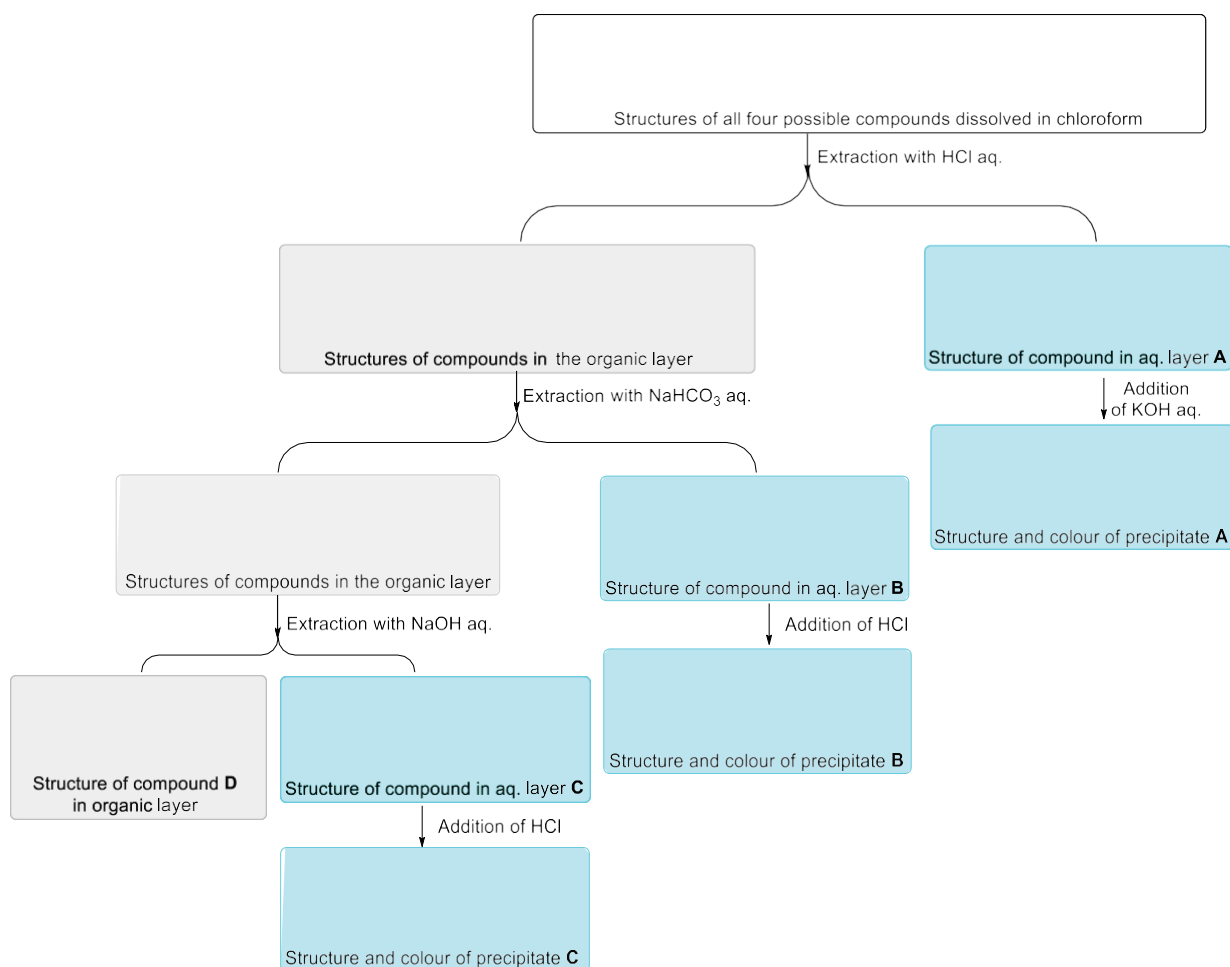 Structures of all four possible compounds dissolved in chloroform
Extraction with HCl aq.
Structures of compounds in the organic layer
Structure of compound in aq. layer A
Extraction with NaHCO₃ aq.
Addition
of KOH aq.
Structure and colour of precipitate A
Structures of compounds in the organic layer
Structure of compound in aq. layer B
Extraction with NaOH aq.
Addition of HCl
Structure of compound D
in organic layer
Structure of compound in aq. layer C
Structure and colour of precipitate B
Addition of HCl
Structure and colour of precipitate C